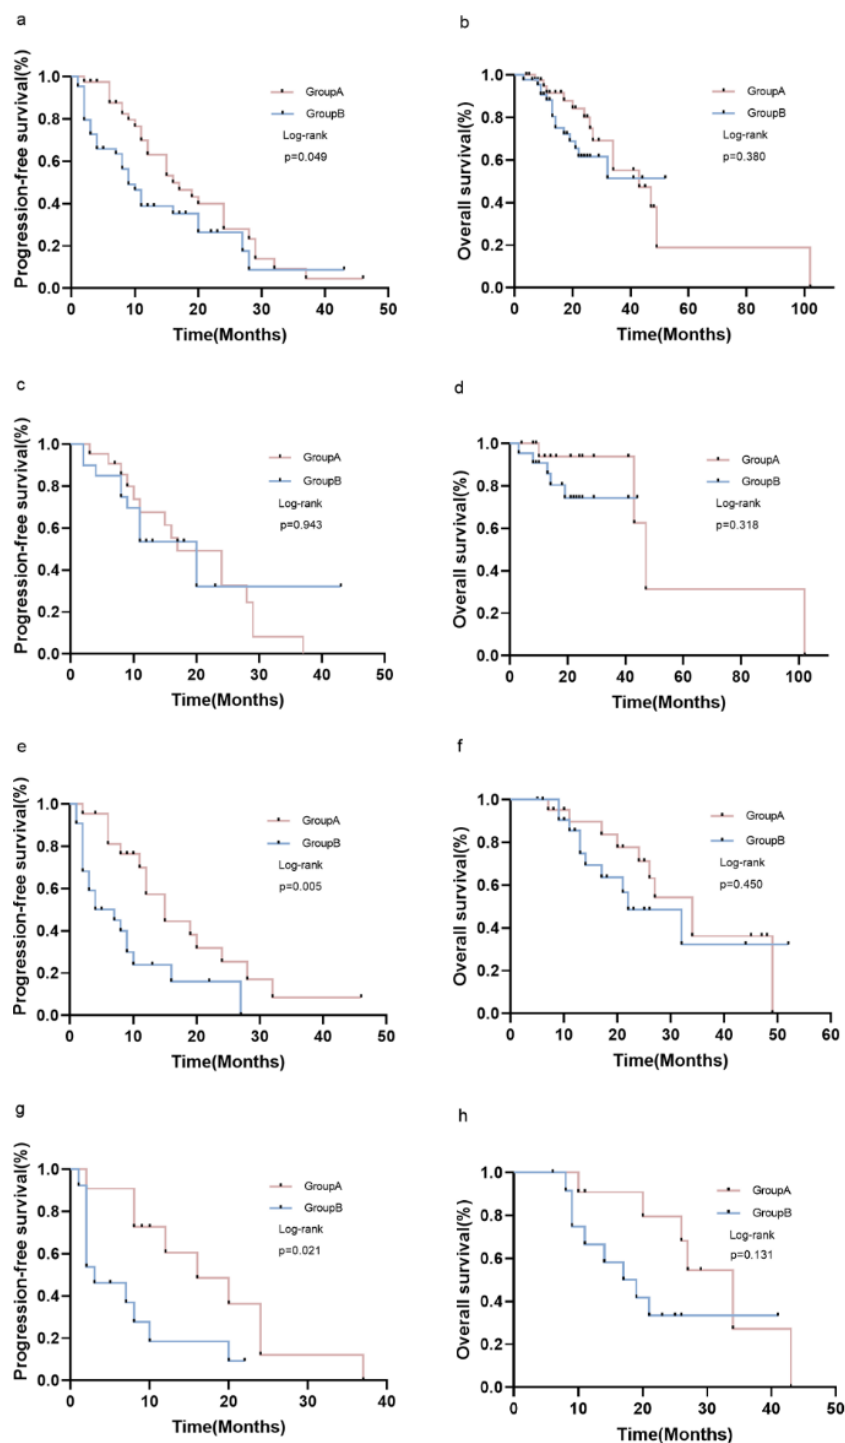 a
Progression-free survival(%)
1.0
0.8
0.6
0.4
0.2
0.0
0 10 20 30 40 50
Time(Months)
GroupA
GroupB
Log-rank
p=0.049
b
Overall survival(%)
1.0
0.8
0.6
0.4
0.2
0.0
0 20 40 60 80 100
Time(Months)
GroupA
GroupB
Log-rank
p=0.380
c
Progression-free survival(%)
1.0
0.8
0.6
0.4
0.2
0.0
0 10 20 30 40 50
Time(Months)
GroupA
GroupB
Log-rank
p=0.943
d
Overall survival(%)
1.0
0.8
0.6
0.4
0.2
0.0
0 20 40 60 80 100
Time(Months)
GroupA
GroupB
Log-rank
p=0.318
e
Progression-free survival(%)
1.0
0.8
0.6
0.4
0.2
0.0
0 10 20 30 40 50
Time(Months)
GroupA
GroupB
Log-rank
p=0.005
f
Overall survival(%)
1.0
0.8
0.6
0.4
0.2
0.0
0 10 20 30 40 50 60
Time(Months)
GroupA
GroupB
Log-rank
p=0.450
g
Progression-free survival(%)
1.0
0.8
0.6
0.4
0.2
0.0
0 10 20 30 40
Time(Months)
GroupA
GroupB
Log-rank
p=0.021
h
Overall survival(%)
1.0
0.8
0.6
0.4
0.2
0.0
0 10 20 30 40 50
Time(Months)
GroupA
GroupB
Log-rank
p=0.131